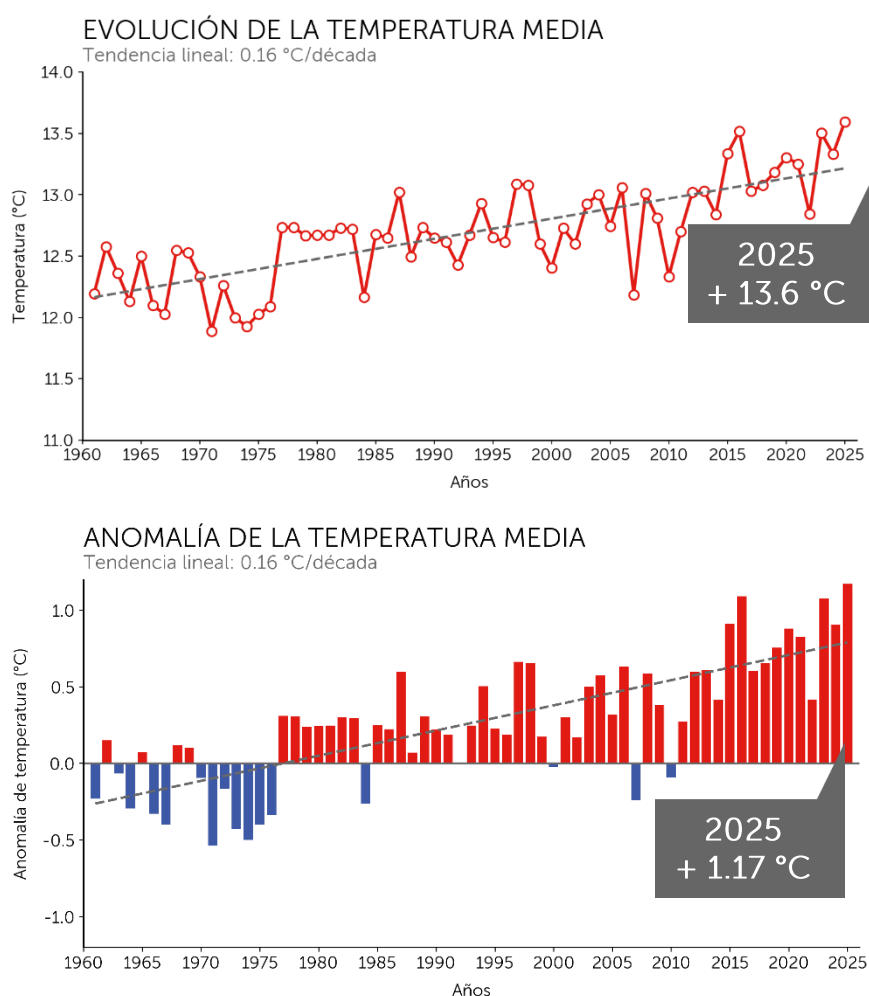 EVOLUCIÓN DE LA TEMPERATURA MEDIA
Tendencia lineal: 0.16 °C/década
Temperatura (°C)
14.0
13.5
13.0
12.5
12.0
11.5
11.0
2025
+ 13.6 °C
1960 1965 1970 1975 1980 1985 1990 1995 2000 2005 2010 2015 2020 2025
Años
ANOMALÍA DE LA TEMPERATURA MEDIA
Tendencia lineal: 0.16 °C/década
Anomalía de temperatura (°C)
1.0
0.5
0.0
-0.5
-1.0
2025
+ 1.17 °C
1960 1965 1970 1975 1980 1985 1990 1995 2000 2005 2010 2015 2020 2025
Años